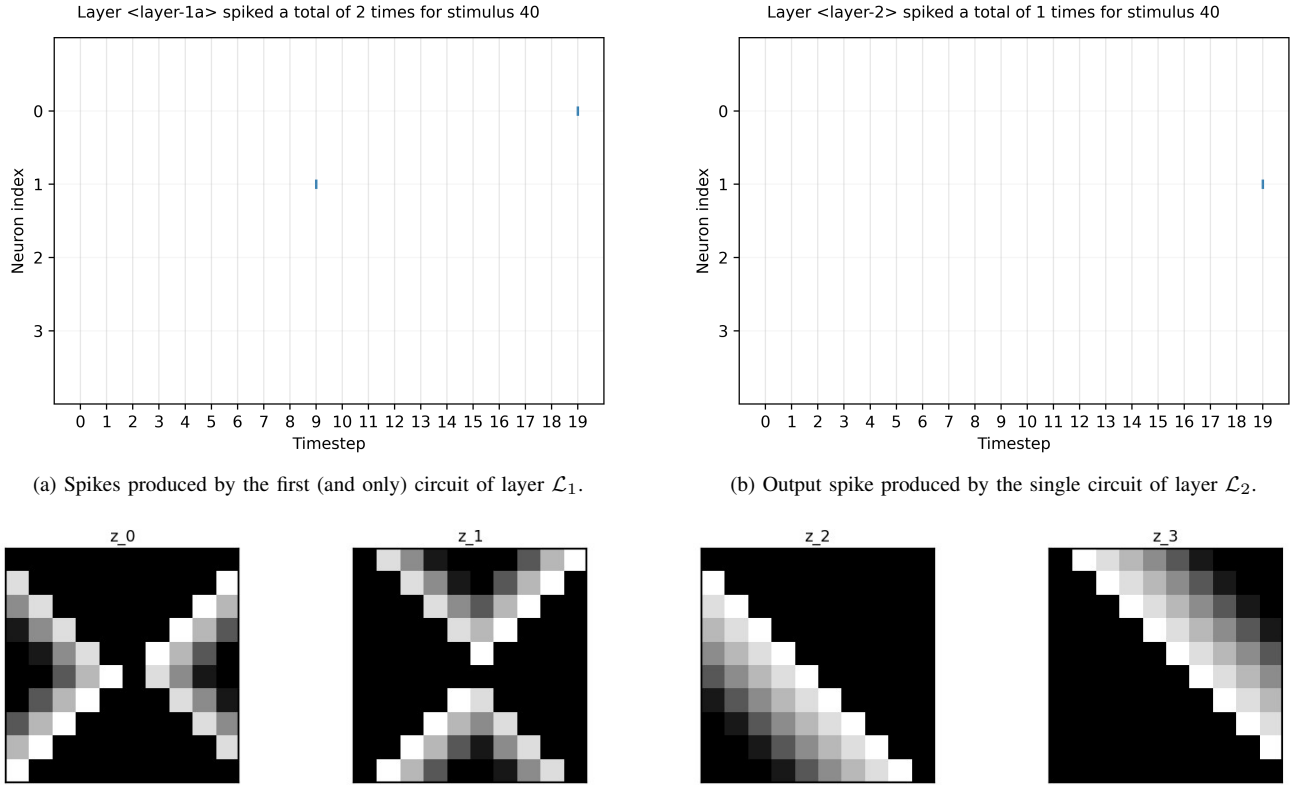 Layer <layer-1a> spiked a total of 2 times for stimulus 40
Neuron index
0
1
2
3
0 1 2 3 4 5 6 7 8 9 10 11 12 13 14 15 16 17 18 19
Timestep
(a) Spikes produced by the first (and only) circuit of layer ℒ₁.
Layer <layer-2> spiked a total of 1 times for stimulus 40
Neuron index
0
1
2
3
0 1 2 3 4 5 6 7 8 9 10 11 12 13 14 15 16 17 18 19
Timestep
(b) Output spike produced by the single circuit of layer ℒ₂.
z_0
z_1
z_2
z_3